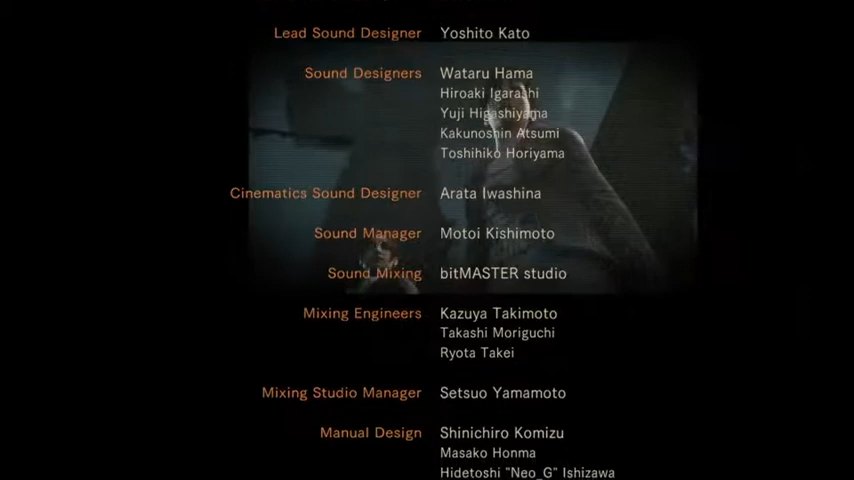 Lead Sound Designer Yoshito Kato
Sound Designers Wataru Hama
Hiroaki Igarashi
Yuji Higashiyama
Kakunoshin Atsumi
Toshihiko Horiyama
Cinematics Sound Designer Arata Iwashina
Sound Manager Motoi Kishimoto
Sound Mixing bitMASTER studio
Mixing Engineers Kazuya Takimoto
Takashi Moriguchi
Ryota Takei
Mixing Studio Manager Setsuo Yamamoto
Manual Design Shinichiro Komizu
Masako Honma
Hidetoshi "Neo_G" Ishizawa